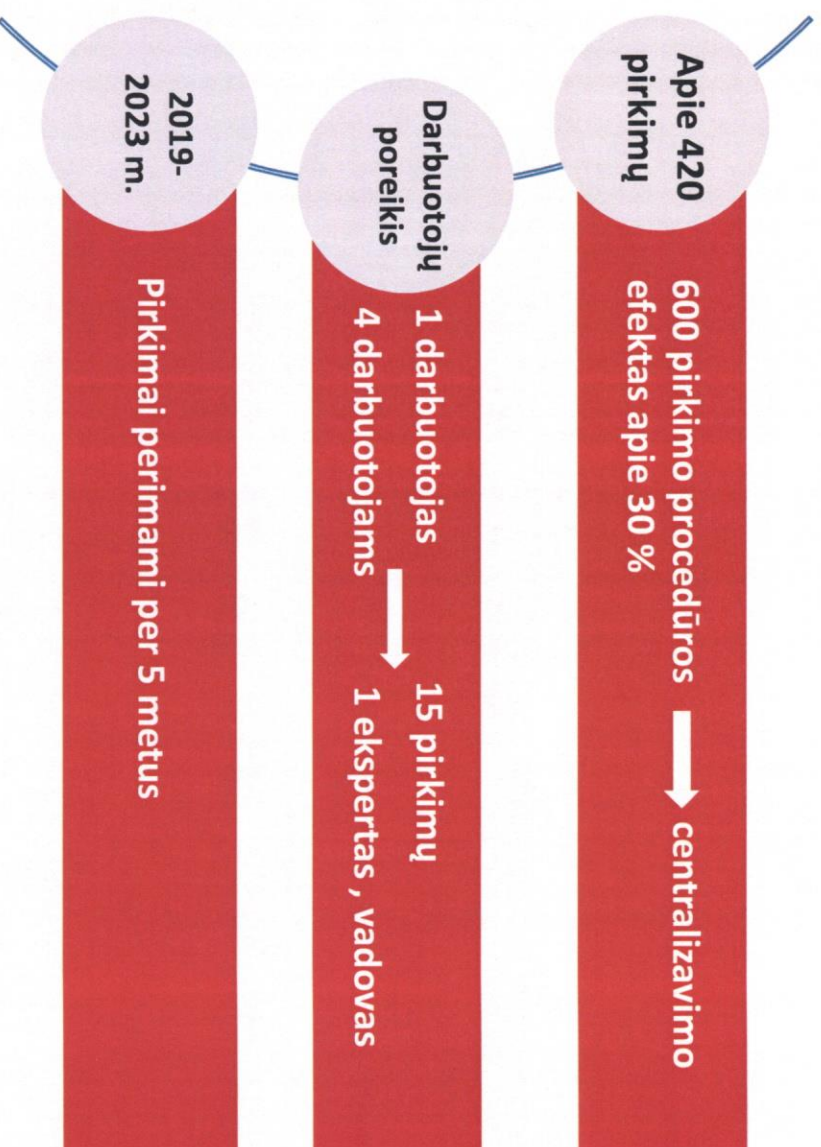 Apie 420
pirkimų
600 pirkimo procedūros → centralizavimo
efektas apie 30 %
Darbuotojų
poreikis
1 darbuotojas → 15 pirkimų
4 darbuotojams 1 ekspertas , vadovas
2019-
2023 m.
Pirkimai perimami per 5 metus